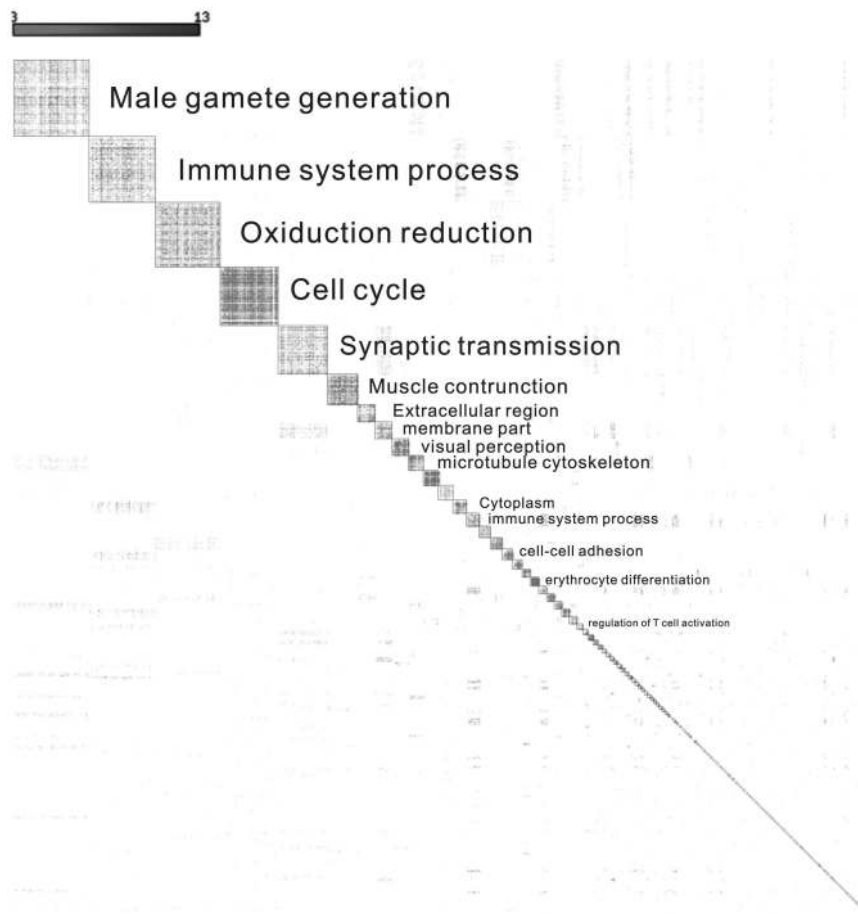 3 13
Male gamete generation
Immune system process
Oxiduction reduction
Cell cycle
Synaptic transmission
Muscle contrunction
Extracellular region
membrane part
visual perception
microtubule cytoskeleton
Cytoplasm
immune system process
cell-cell adhesion
erythrocyte differentiation
regulation of T cell activation